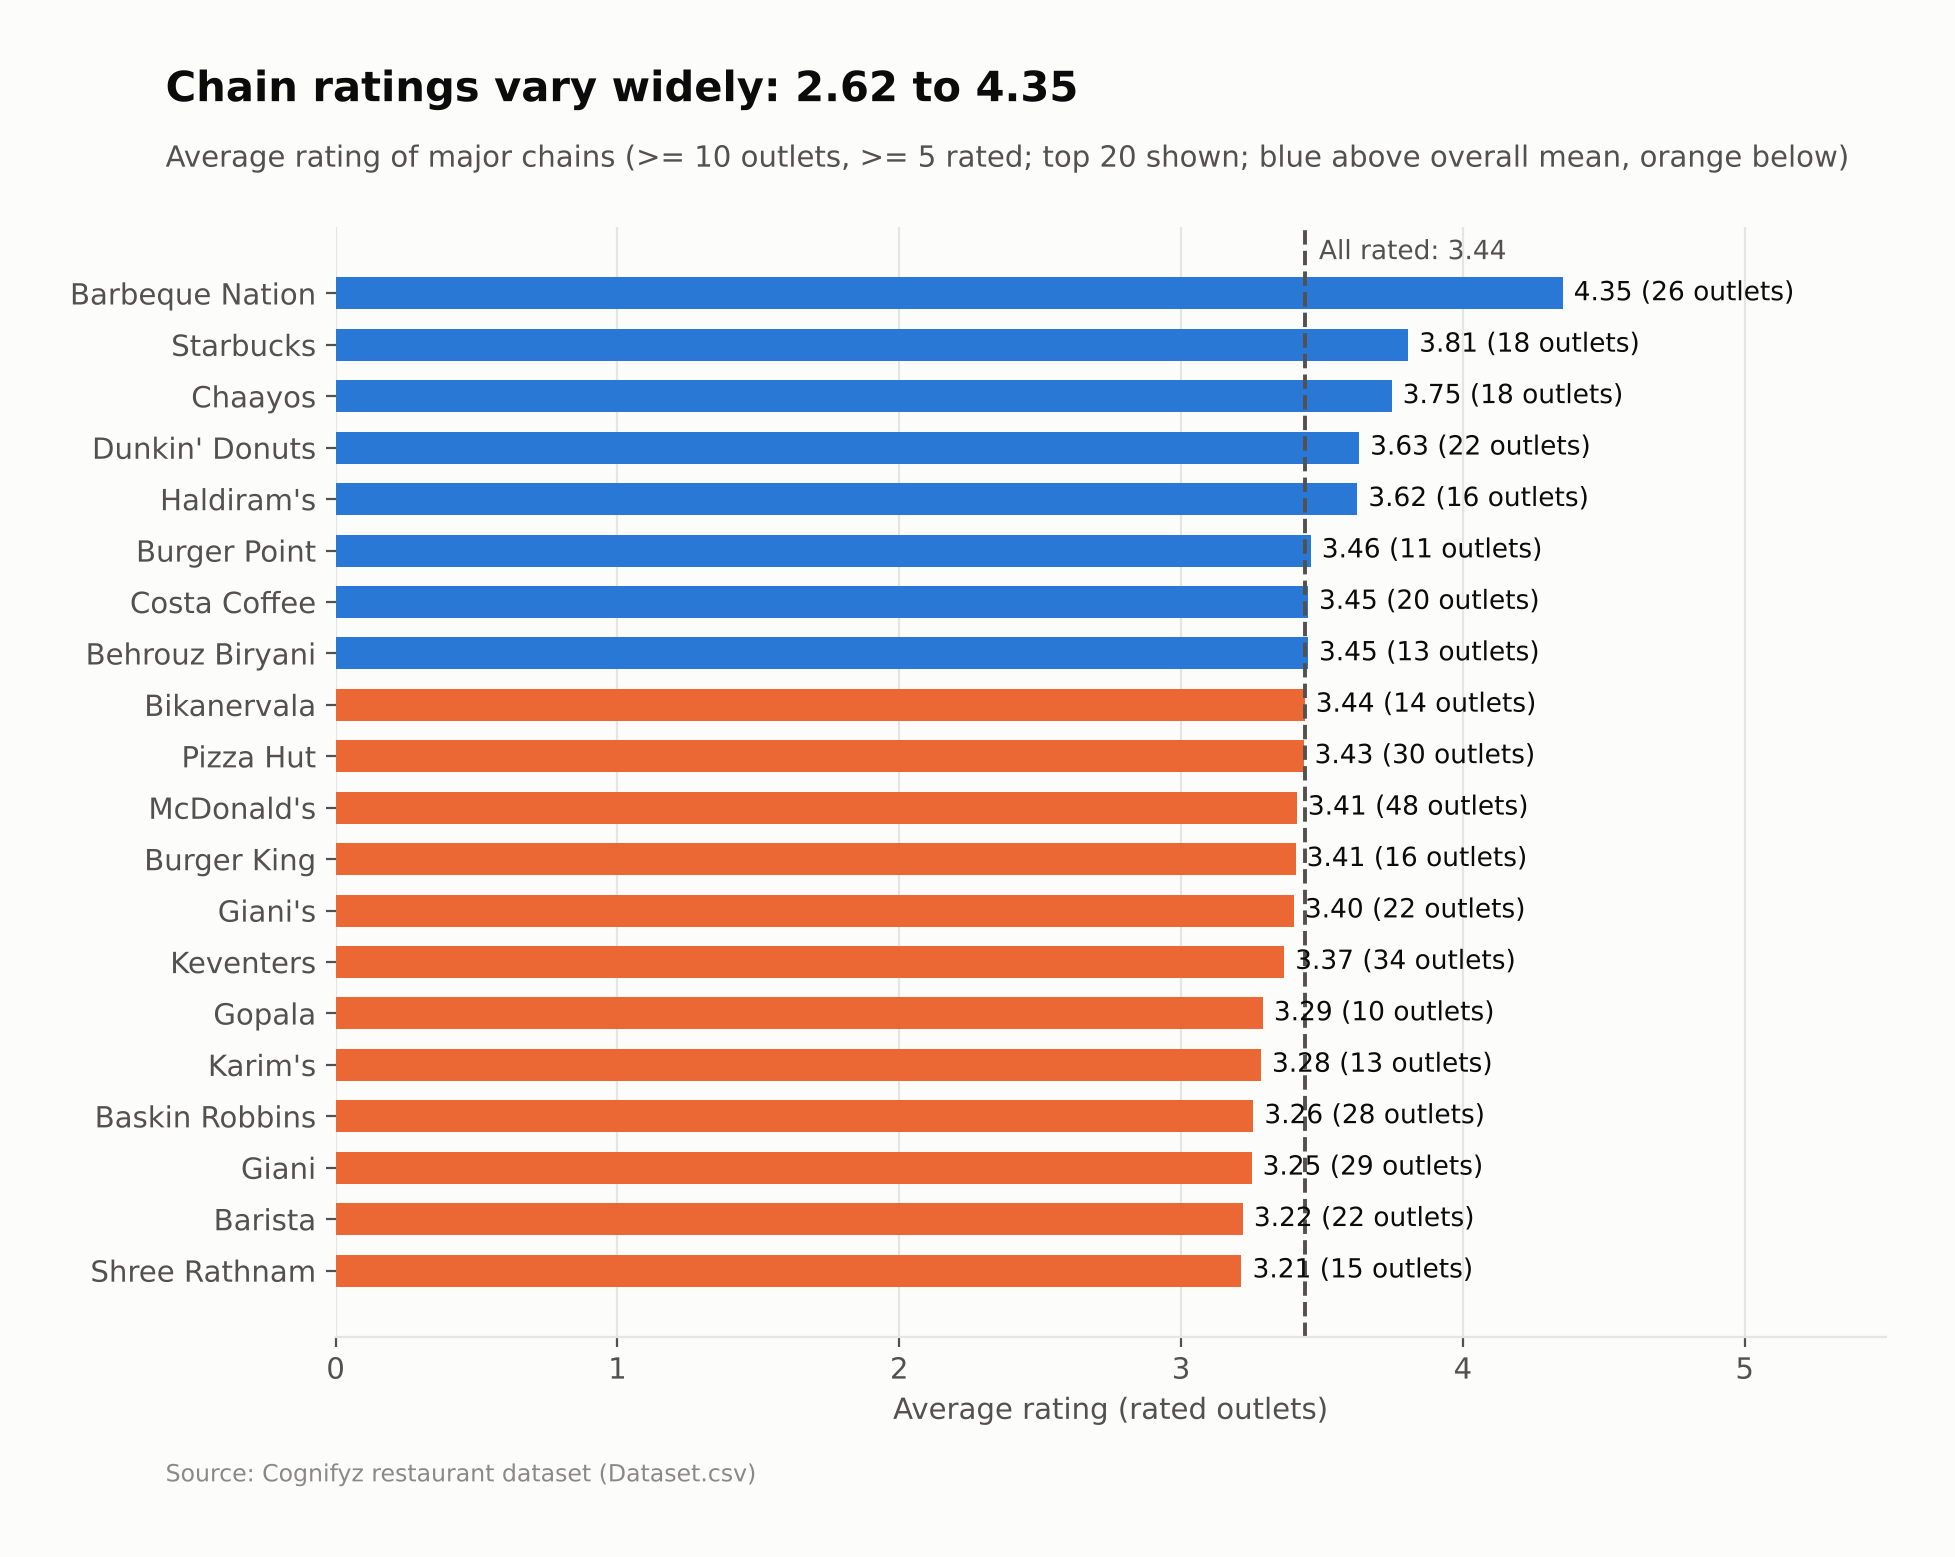 Chain ratings vary widely: 2.62 to 4.35
Average rating of major chains (>= 10 outlets, >= 5 rated; top 20 shown; blue above overall mean, orange below)
All rated: 3.44
Barbeque Nation 4.35 (26 outlets)
Starbucks 3.81 (18 outlets)
Chaayos 3.75 (18 outlets)
Dunkin' Donuts 3.63 (22 outlets)
Haldiram's 3.62 (16 outlets)
Burger Point 3.46 (11 outlets)
Costa Coffee 3.45 (20 outlets)
Behrouz Biryani 3.45 (13 outlets)
Bikanervala 3.44 (14 outlets)
Pizza Hut 3.43 (30 outlets)
McDonald's 3.41 (48 outlets)
Burger King 3.41 (16 outlets)
Giani's 3.40 (22 outlets)
Keventers 3.37 (34 outlets)
Gopala 3.29 (10 outlets)
Karim's 3.28 (13 outlets)
Baskin Robbins 3.26 (28 outlets)
Giani 3.25 (29 outlets)
Barista 3.22 (22 outlets)
Shree Rathnam 3.21 (15 outlets)
0 1 2 3 4 5
Average rating (rated outlets)
Source: Cognifyz restaurant dataset (Dataset.csv)